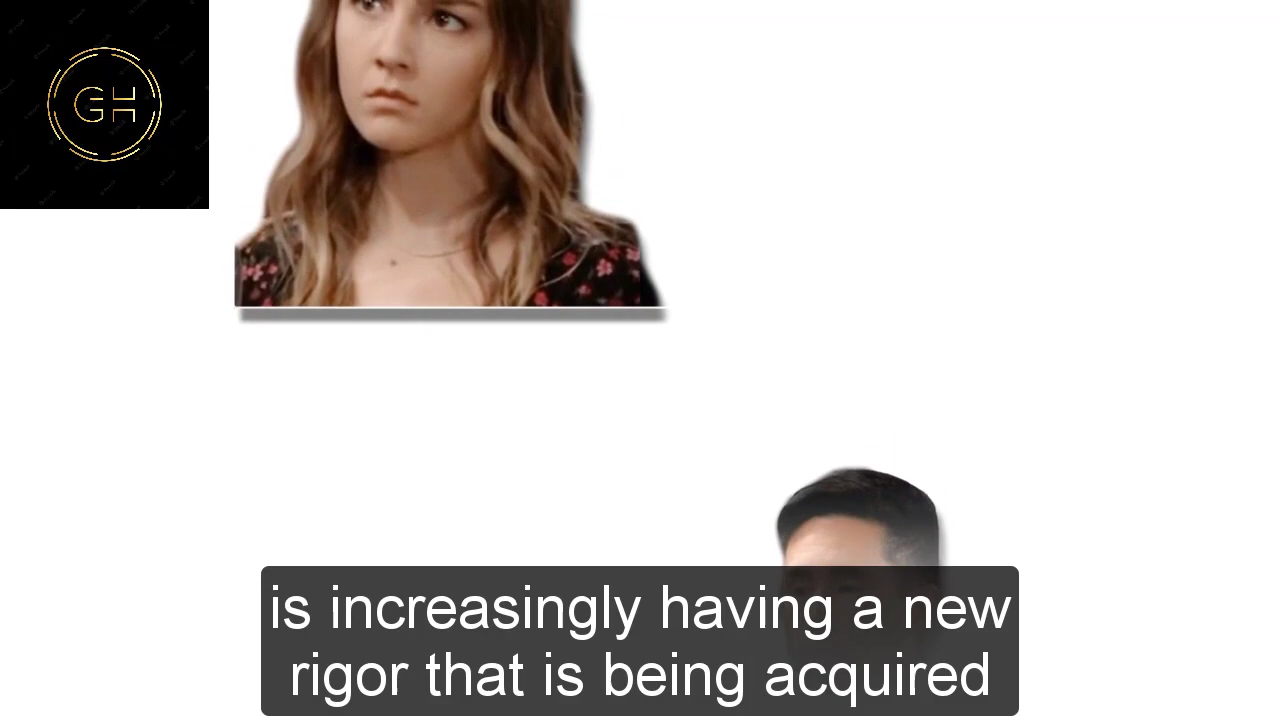 GH
is increasingly having a new
rigor that is being acquired